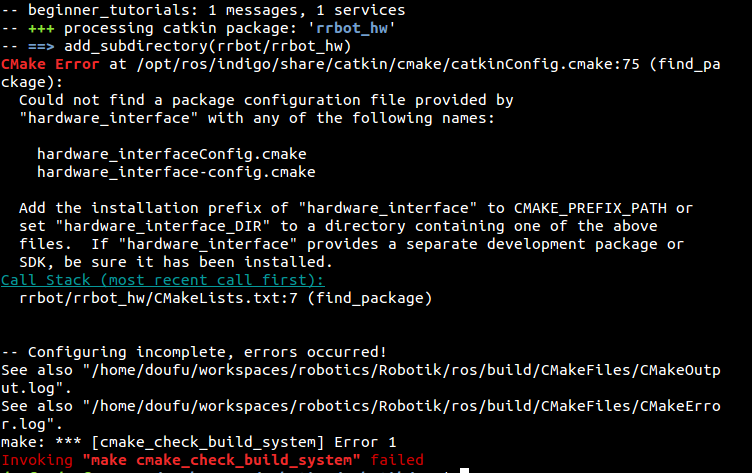 -- beginner_tutorials: 1 messages, 1 services
-- +++ processing catkin package: 'rrbot_hw'
-- ==> add_subdirectory(rrbot/rrbot_hw)
CMake Error at /opt/ros/indigo/share/catkin/cmake/catkinConfig.cmake:75 (find_pa
ckage):
  Could not find a package configuration file provided by
  "hardware_interface" with any of the following names:

    hardware_interfaceConfig.cmake
    hardware_interface-config.cmake

  Add the installation prefix of "hardware_interface" to CMAKE_PREFIX_PATH or
  set "hardware_interface_DIR" to a directory containing one of the above
  files.  If "hardware_interface" provides a separate development package or
  SDK, be sure it has been installed.
Call Stack (most recent call first):
  rrbot/rrbot_hw/CMakeLists.txt:7 (find_package)

-- Configuring incomplete, errors occurred!
See also "/home/doufu/workspaces/robotics/Robotik/ros/build/CMakeFiles/CMakeOutp
ut.log".
See also "/home/doufu/workspaces/robotics/Robotik/ros/build/CMakeFiles/CMakeErro
r.log".
make: *** [cmake_check_build_system] Error 1
Invoking "make cmake_check_build_system" failed